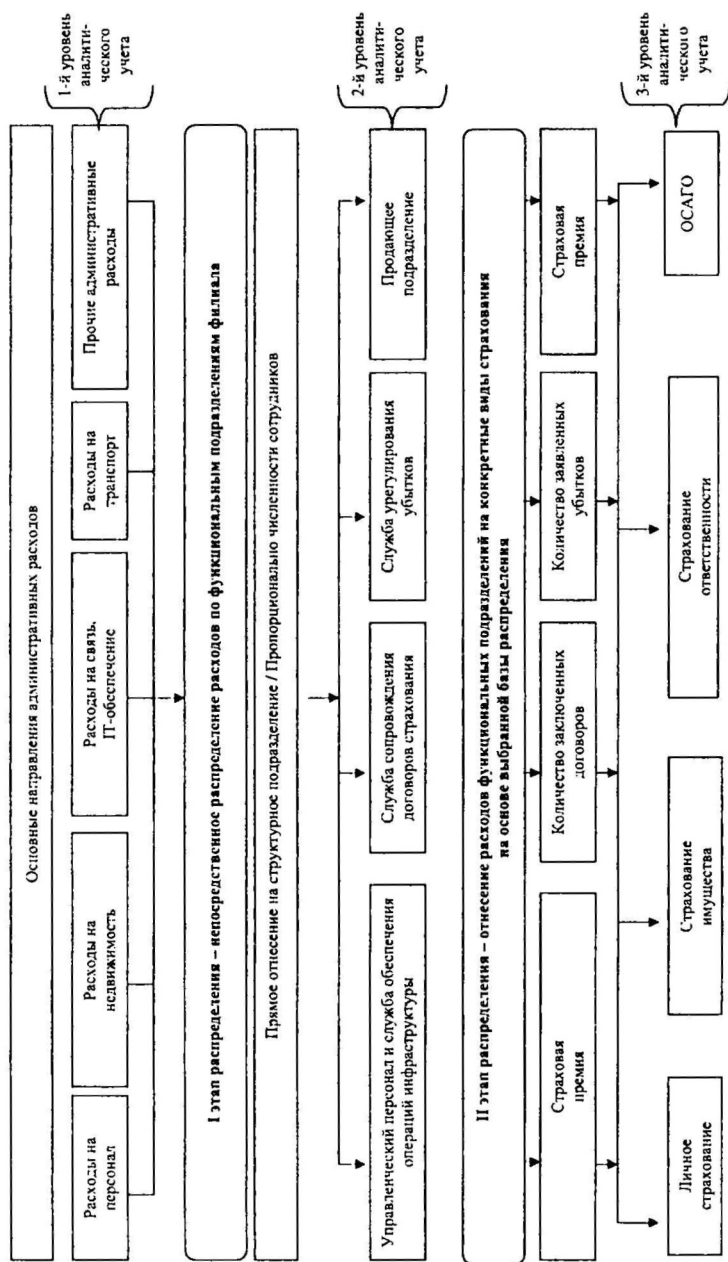 Основные направления административных расходов
1-й уровень
аналити-
ческого
учета
Расходы на
персонал
Расходы на
недвижимость
Расходы на связь,
IT-обеспечение
Расходы на
транспорт
Прочие административные
расходы
I этап распределения – непосредственное распределение расходов по функциональным подразделениям филиала
Прямое отнесение на структурное подразделение / Пропорционально численности сотрудников
2-й уровень
аналити-
ческого
учета
Управленческий персонал и служба обеспечения
операций инфраструктуры
Служба сопровождения
договоров страхования
Служба урегулирования
убытков
Продающее
подразделение
II этап распределения – отнесение расходов функциональных подразделений на конкретные виды страхования
на основе выбранной базы распределения
Страховая
премия
Количество заключенных
договоров
Количество заявленных
убытков
Страховая
премия
3-й уровень
аналити-
ческого
учета
Личное
страхование
Страхование
имущества
Страхование
ответственности
ОСАГО